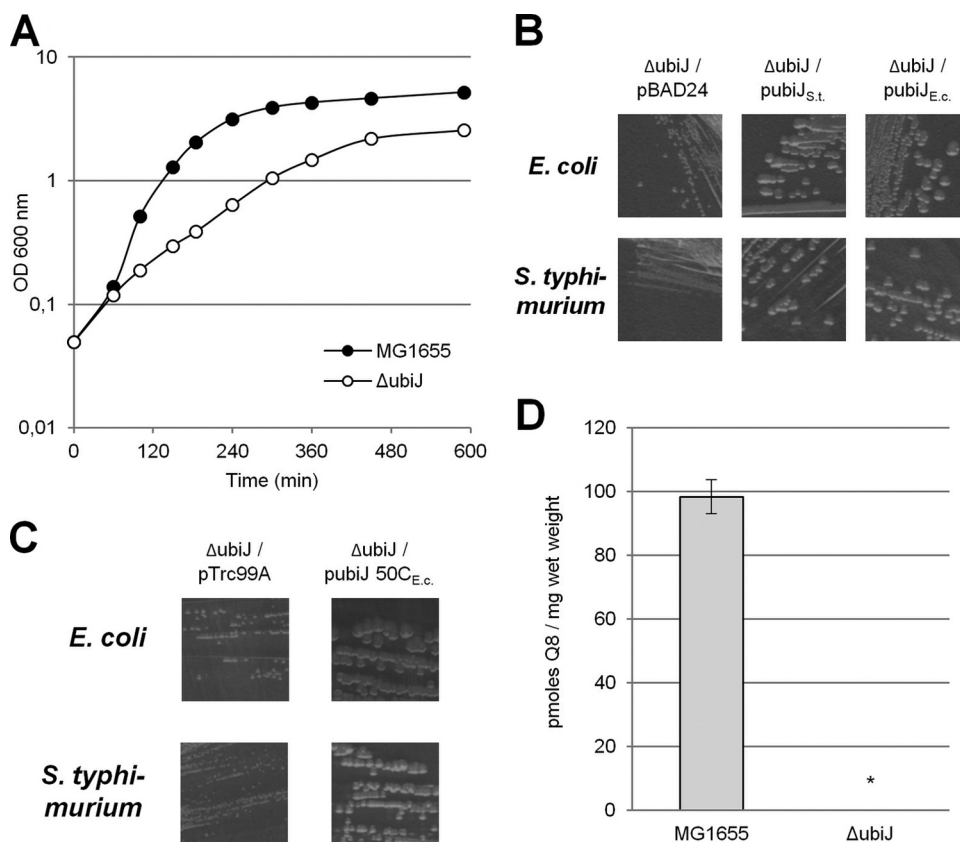 A
10
1
0,1
0,01
OD 600 nm
0
120
240
360
480
600
Time (min)
MG1655
ΔubiJ
B
ΔubiJ /
pBAD24
ΔubiJ /
pubiJS.t.
ΔubiJ /
pubiJE.c.
E. coli
S. typhi-
murium
C
ΔubiJ /
pTrc99A
ΔubiJ /
pubiJ 50CE.c.
E. coli
S. typhi-
murium
D
120
100
80
60
40
20
0
pmoles Q8 / mg wet weight
*
MG1655
ΔubiJ